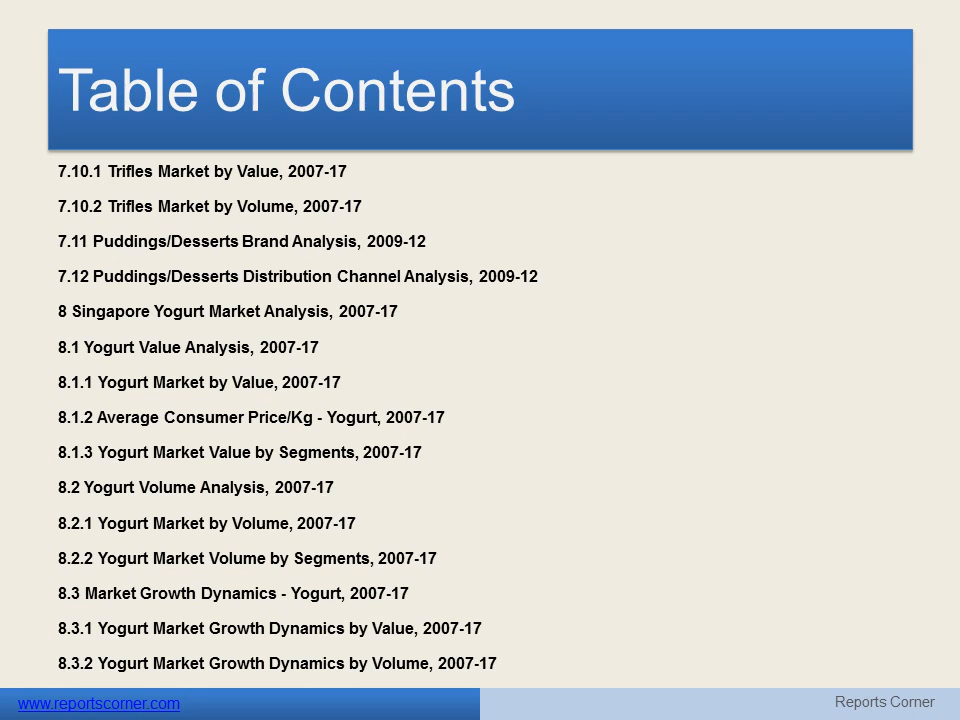 Table of Contents
7.10.1 Trifles Market by Value, 2007-17
7.10.2 Trifles Market by Volume, 2007-17
7.11 Puddings/Desserts Brand Analysis, 2009-12
7.12 Puddings/Desserts Distribution Channel Analysis, 2009-12
8 Singapore Yogurt Market Analysis, 2007-17
8.1 Yogurt Value Analysis, 2007-17
8.1.1 Yogurt Market by Value, 2007-17
8.1.2 Average Consumer Price/Kg - Yogurt, 2007-17
8.1.3 Yogurt Market Value by Segments, 2007-17
8.2 Yogurt Volume Analysis, 2007-17
8.2.1 Yogurt Market by Volume, 2007-17
8.2.2 Yogurt Market Volume by Segments, 2007-17
8.3 Market Growth Dynamics - Yogurt, 2007-17
8.3.1 Yogurt Market Growth Dynamics by Value, 2007-17
8.3.2 Yogurt Market Growth Dynamics by Volume, 2007-17
www.reportscorner.com
Reports Corner